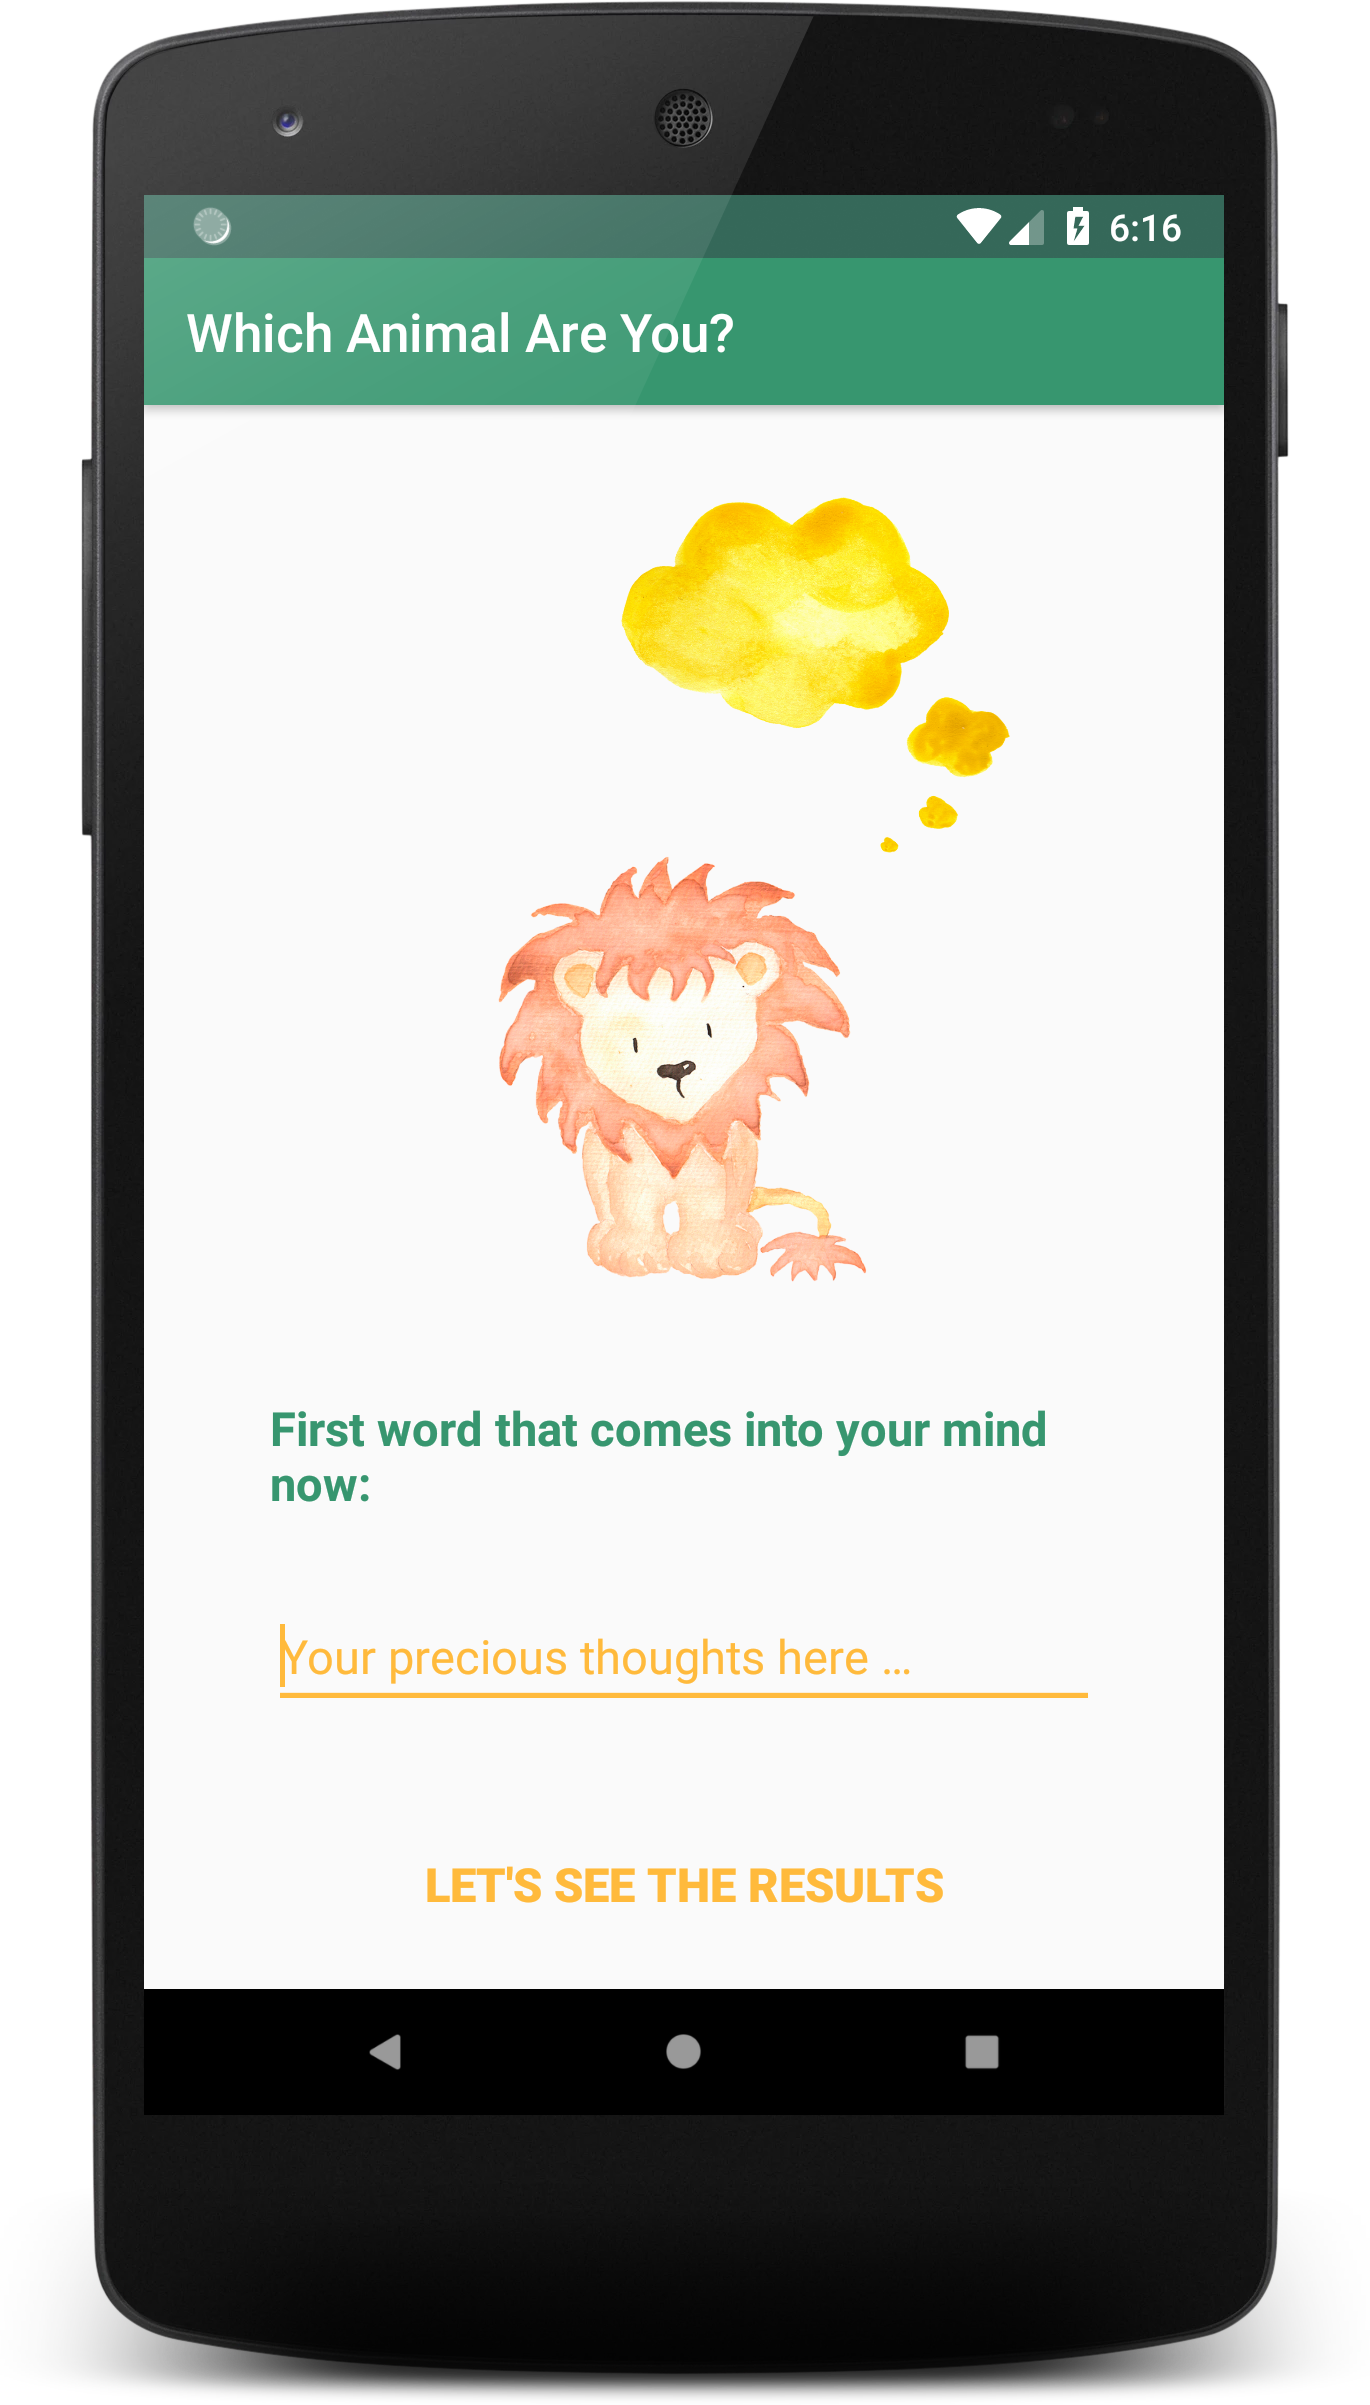 6:16
Which Animal Are You?
First word that comes into your mind
now:
Your precious thoughts here ...
LET'S SEE THE RESULTS